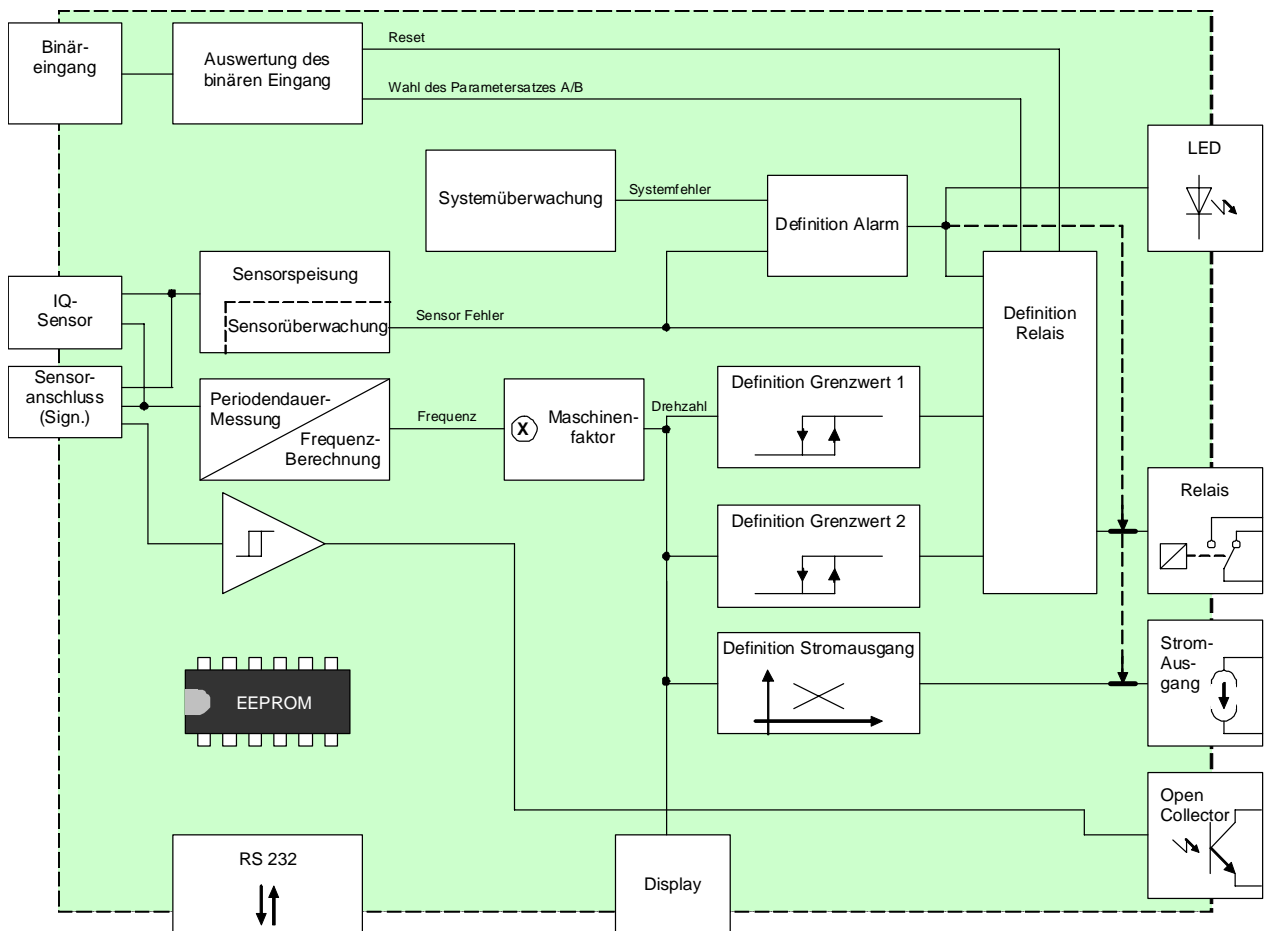 Binär-
eingang
Auswertung des
binären Eingang
Reset
Wahl des Parametersatzes A/B
LED
Systemüberwachung
Systemfehler
Definition Alarm
IQ-
Sensor
Sensorspeisung
Sensorüberwachung
Sensor Fehler
Definition
Relais
Sensor-
anschluss
(Sign.)
Periodendauer-
Messung
Frequenz-
Berechnung
Frequenz
X
Maschinen-
faktor
Drehzahl
Definition Grenzwert 1
Definition Grenzwert 2
Relais
Definition Stromausgang
Strom-
Aus-
gang
EEPROM
Open
Collector
RS 232
Display